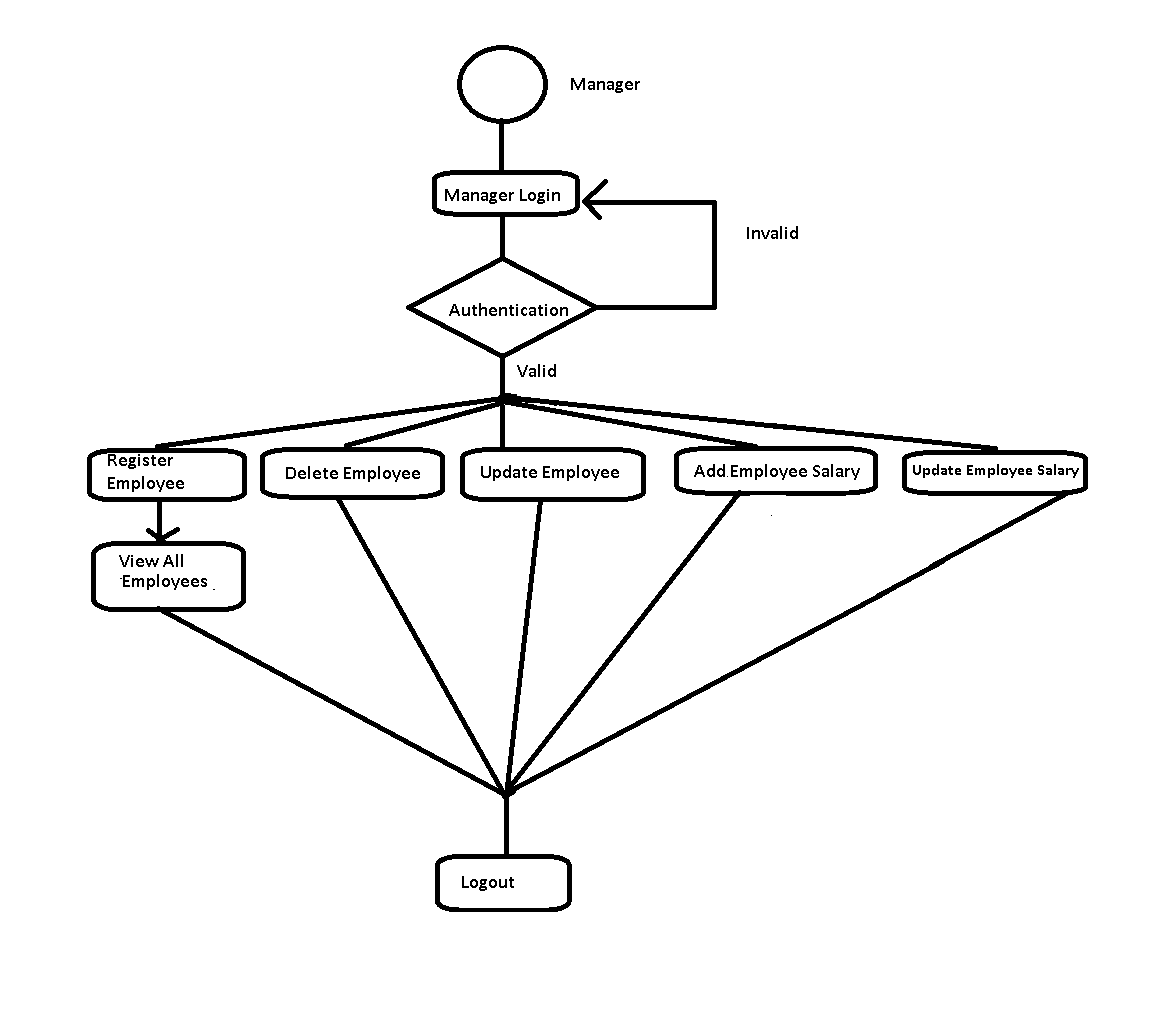 Manager
Manager Login
Invalid
Authentication
Valid
Register
Employee
Delete Employee
Update Employee
Add Employee Salary
Update Employee Salary
View All
Employees
Logout